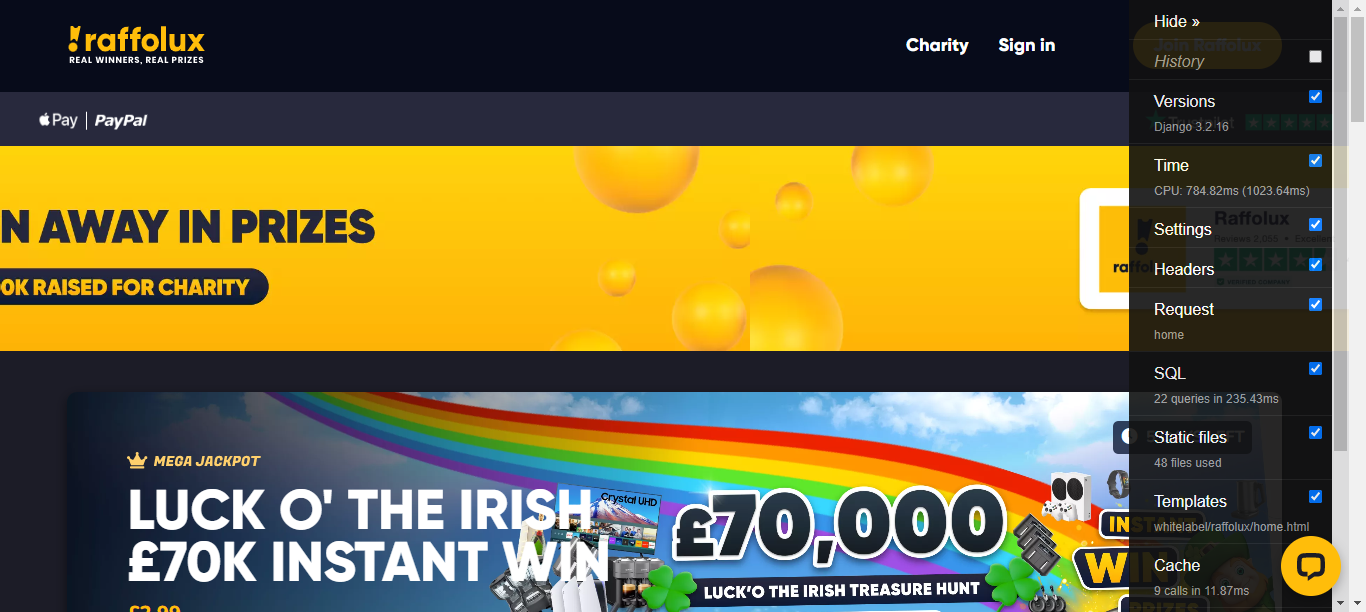 raffolux
REAL WINNERS, REAL PRIZES
Charity
Sign in
Join Raffolux
Pay | PayPal
Trustpilot
N AWAY IN PRIZES
0K RAISED FOR CHARITY
raffolux
Raffolux
Reviews 2,055 • Excellent
VERIFIED COMPANY
MEGA JACKPOT
LUCK O' THE IRISH
£70K INSTANT WIN
£2.99
Crystal UHD
£70,000
LUCK'O THE IRISH TREASURE HUNT
INSTANT
WIN
PRIZES
Hide »
History
Versions
Django 3.2.16
Time
CPU: 784.82ms (1023.64ms)
Settings
Headers
Request
home
SQL
22 queries in 235.43ms
Static files
48 files used
Templates
whitelabel/raffolux/home.html
Cache
9 calls in 11.87ms